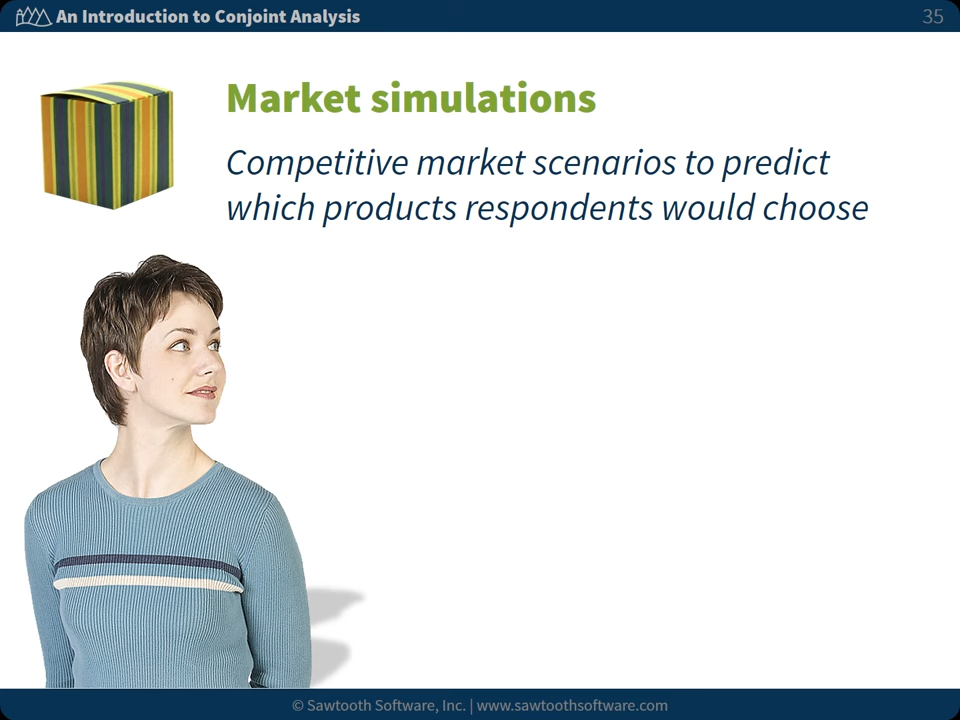 An Introduction to Conjoint Analysis
35
Market simulations
Competitive market scenarios to predict
which products respondents would choose
© Sawtooth Software, Inc. | www.sawtoothsoftware.com